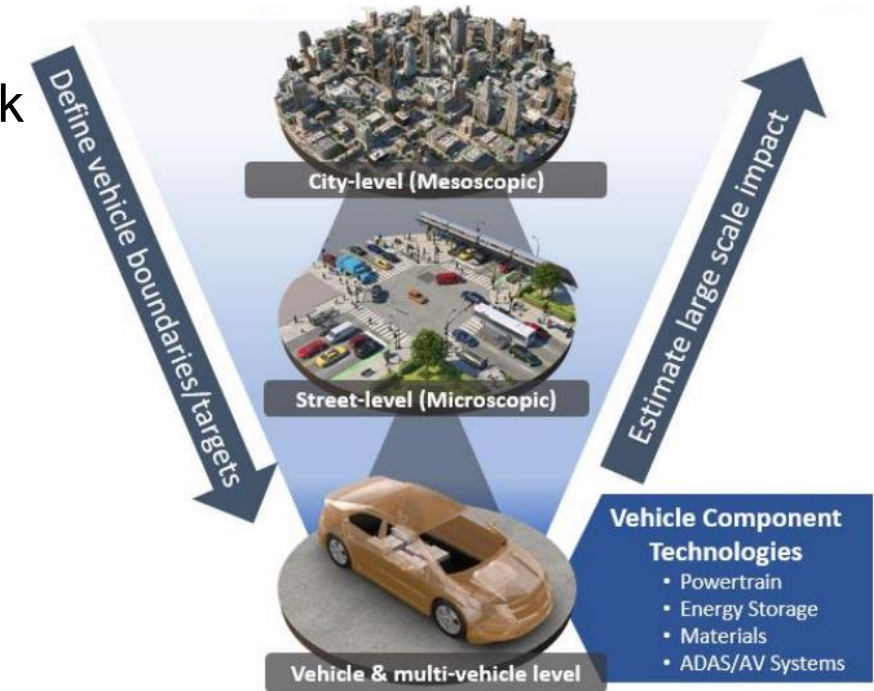 k
Define vehicle boundaries/targets
City-level (Mesoscopic)
Estimate large scale impact
Street-level (Microscopic)
Vehicle & multi-vehicle level
Vehicle Component
Technologies
• Powertrain
• Energy Storage
• Materials
• ADAS/AV Systems